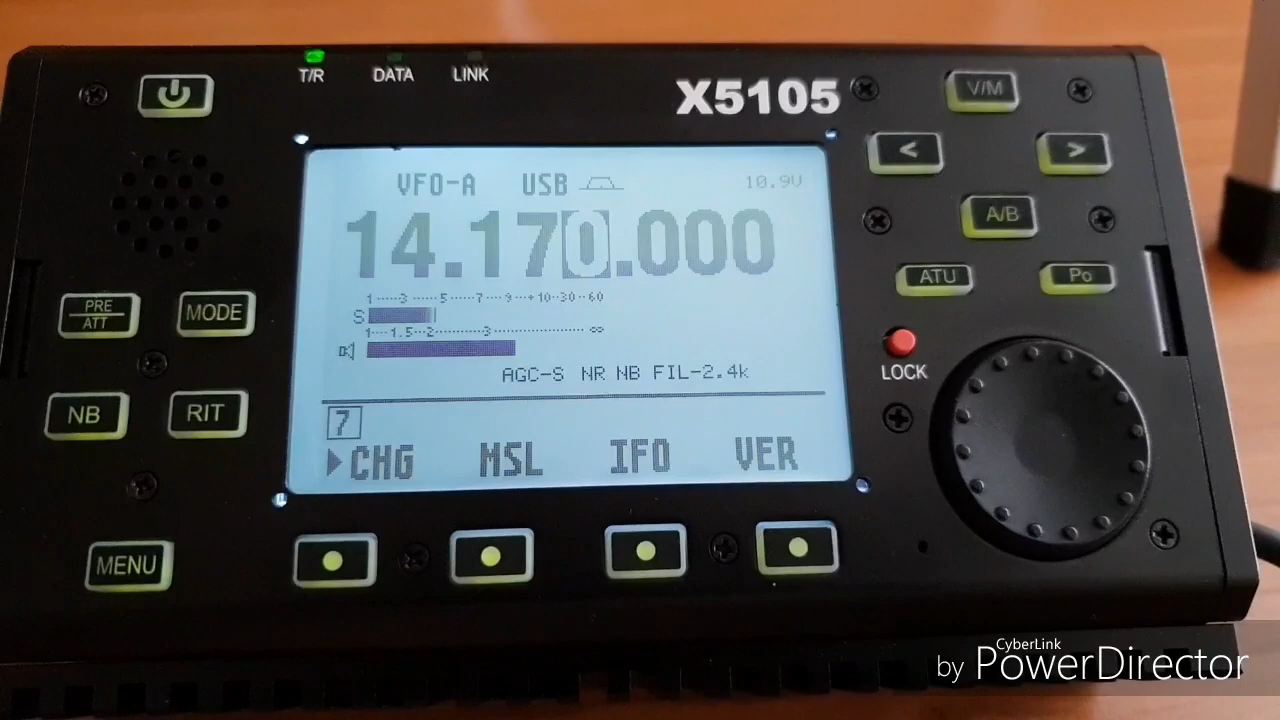 T/R DATA LINK
X5105
V/M
< >
A/B
ATU Po
LOCK
PRE
ATT
MODE
NB RIT
MENU
VFO-A USB 10.9V
14.170.000
1····3·····5·····7····9···+10··30··60
S
1····1.5··2············3······················∞
AGC-S NR NB FIL-2.4k
7
CHG MSL IFO VER
CyberLink
by PowerDirector